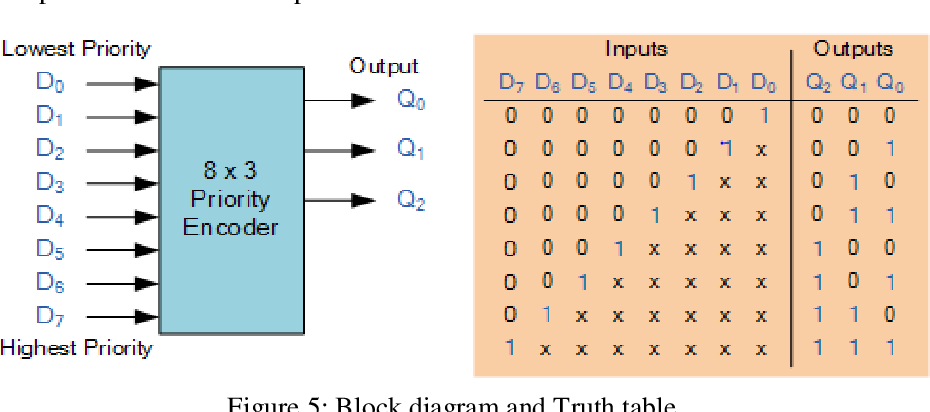 Lowest Priority
D0
D1
D2
D3
D4
D5
D6
D7
Highest Priority
8 x 3
Priority
Encoder
Output
Q0
Q1
Q2
Inputs Outputs
D7 D6 D5 D4 D3 D2 D1 D0 Q2 Q1 Q0
0 0 0 0 0 0 0 1 0 0 0
0 0 0 0 0 0 1 x 0 0 1
0 0 0 0 0 1 x x 0 1 0
0 0 0 0 1 x x x 0 1 1
0 0 0 1 x x x x 1 0 0
0 0 1 x x x x x 1 0 1
0 1 x x x x x x 1 1 0
1 x x x x x x x 1 1 1
Figure 5: Block diagram and Truth table